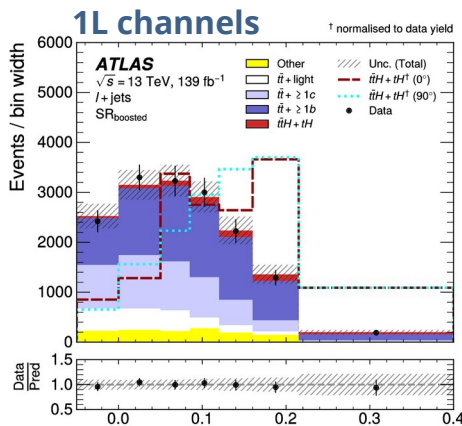 1L channels
† normalised to data yield
ATLAS
√s = 13 TeV, 139 fb⁻¹
l + jets
SR_boosted
Other
tt̄ + light
tt̄ + ≥ 1c
tt̄ + ≥ 1b
tt̄H + tH
Unc. (Total)
tt̄H + tH† (0°)
tt̄H + tH† (90°)
Data
Events / bin width
6000
5000
4000
3000
2000
1000
0
Data
Pred
1.5
1.0
0.5
0.0 0.1 0.2 0.3 0.4